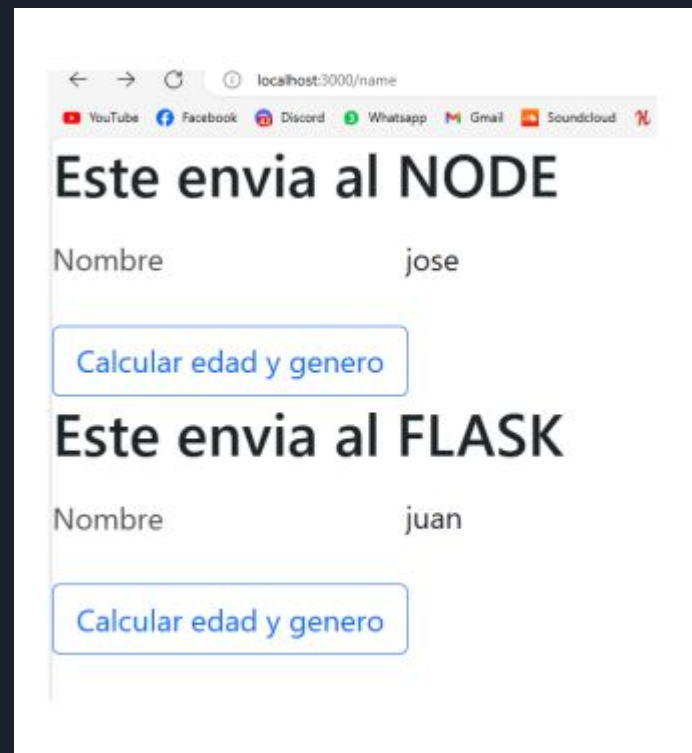 localhost:3000/name
YouTube Facebook Discord Whatsapp Gmail Soundcloud
Este envia al NODE
Nombre jose
Calcular edad y genero
Este envia al FLASK
Nombre juan
Calcular edad y genero